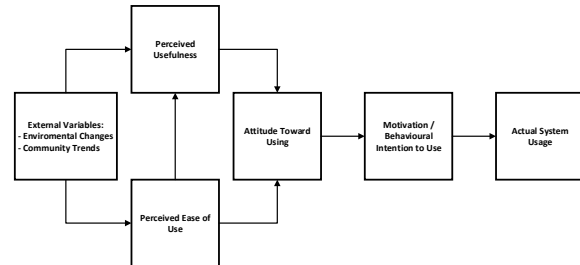 Perceived
Usefulness
External Variables:
- Enviromental Changes
- Community Trends
Attitude Toward
Using
Motivation /
Behavioural
Intention to Use
Actual System
Usage
Perceived Ease of
Use